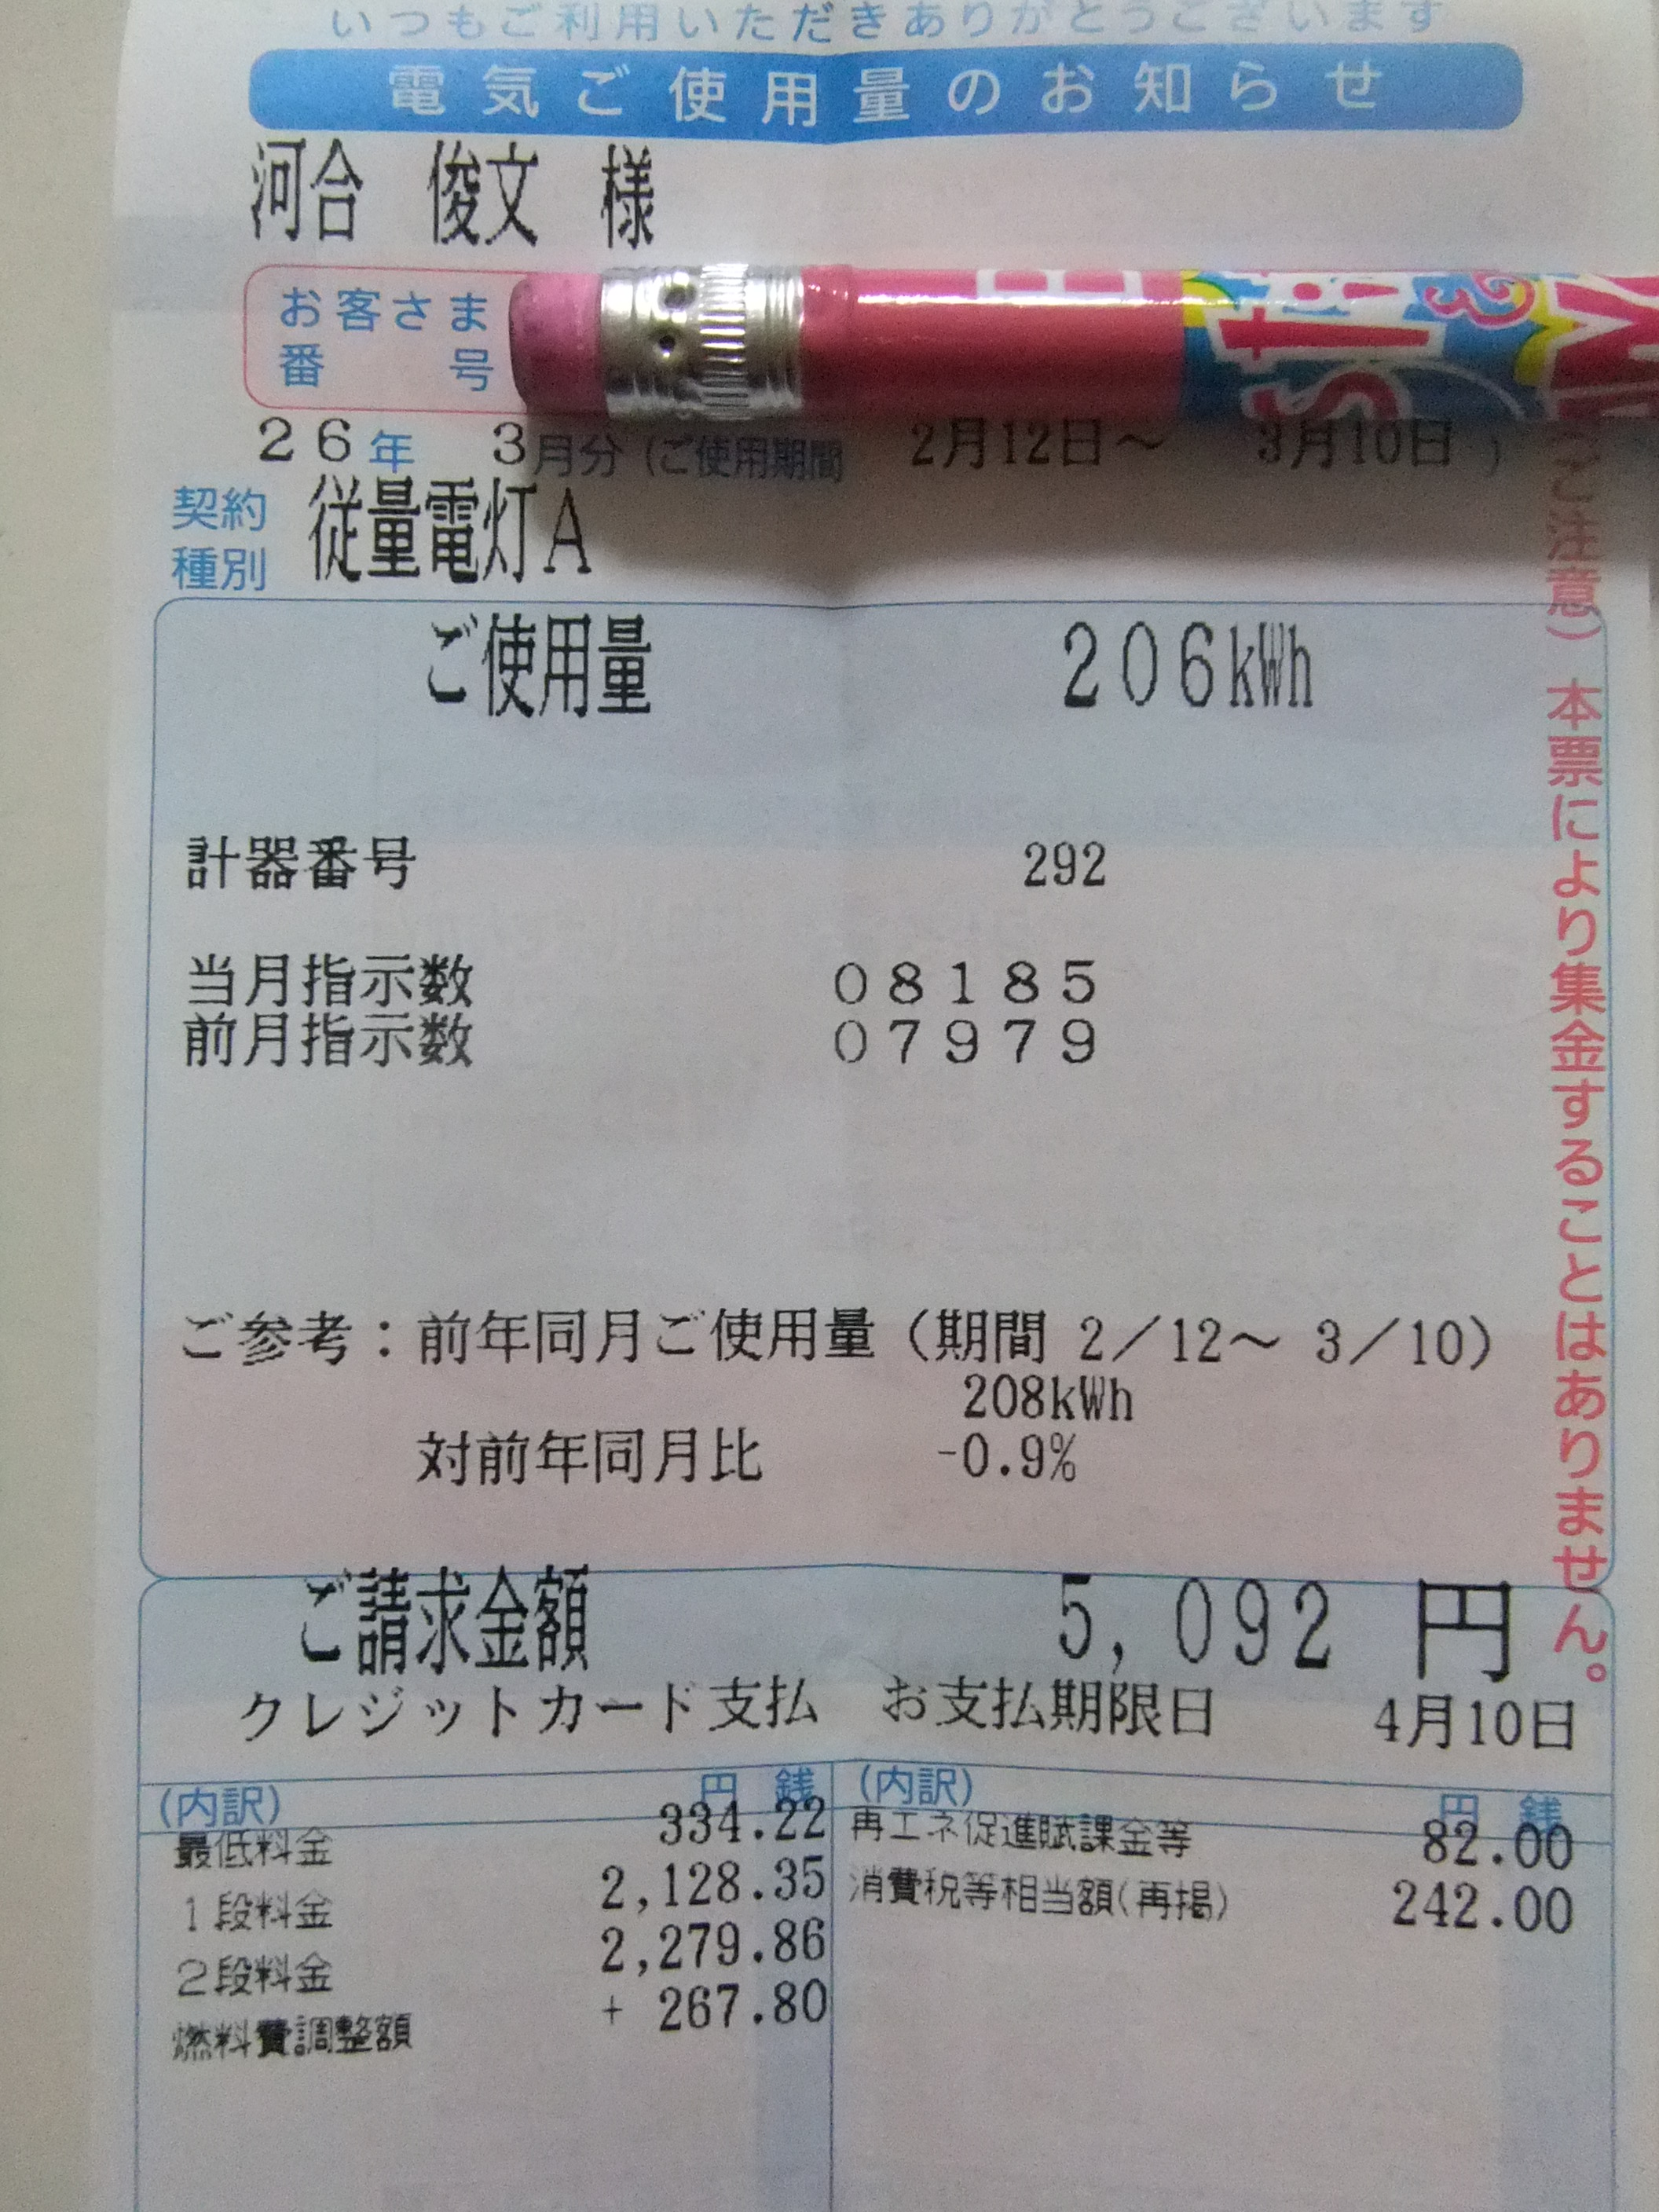 いつもご利用いただきありがとうございます
電気ご使用量のお知らせ
河合 俊文 様
お客さま
番 号
26年 3月分(ご使用期間 2月12日~ 3月10日 )
契約
種別
従量電灯A
ご使用量 206kWh
計器番号 292
当月指示数 08185
前月指示数 07979
ご参考:前年同月ご使用量(期間 2/12~ 3/10)
208kWh
対前年同月比 -0.9%
ご請求金額 5,092 円
クレジットカード支払 お支払期限日 4月10日
(内訳) 円 銭
最低料金 334.22
1段料金 2,128.35
2段料金 2,279.86
燃料費調整額 + 267.80
(内訳) 円 銭
再エネ促進賦課金等 82.00
消費税等相当額(再掲) 242.00
ご注意)本票により集金することはありません。